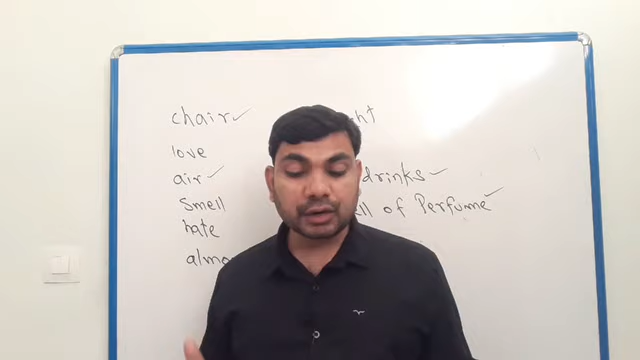 chair ✓
love
air ✓ drinks ✓
smell of Perfume ✓
hate